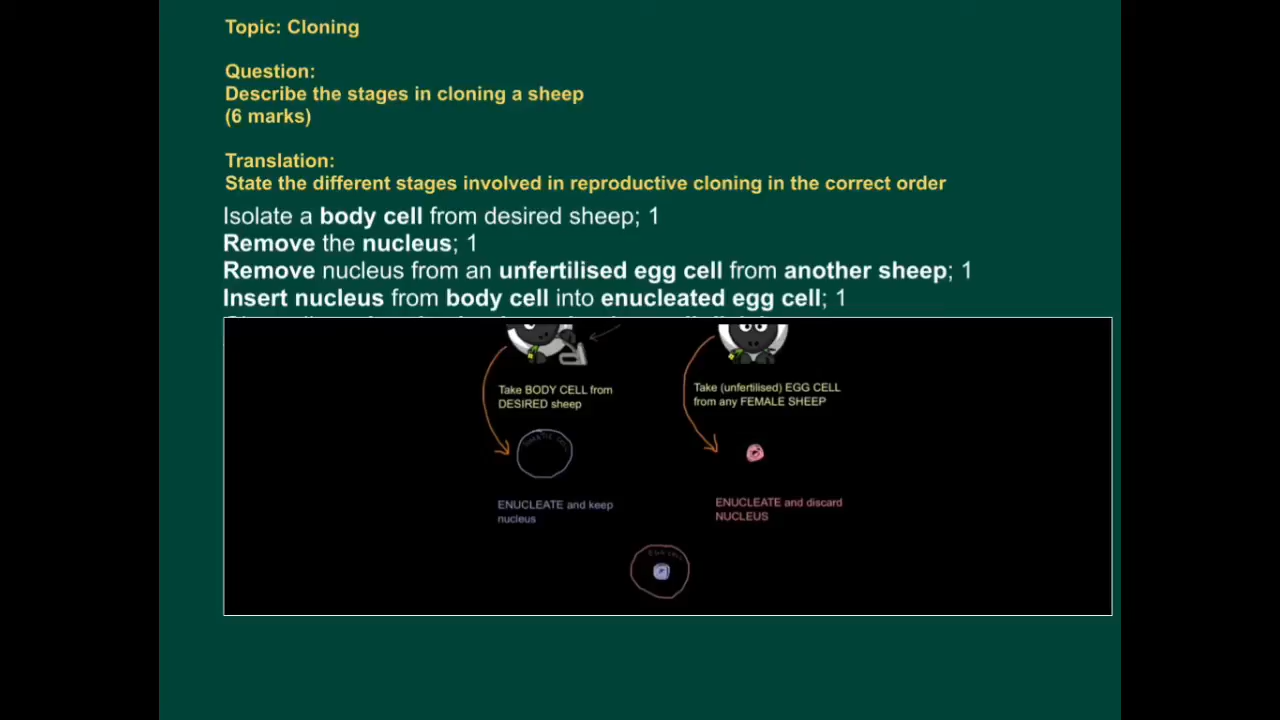 Topic: Cloning
Question:
Describe the stages in cloning a sheep
(6 marks)
Translation:
State the different stages involved in reproductive cloning in the correct order
Isolate a body cell from desired sheep; 1
Remove the nucleus; 1
Remove nucleus from an unfertilised egg cell from another sheep; 1
Insert nucleus from body cell into enucleated egg cell; 1
Take BODY CELL from
DESIRED sheep
Take (unfertilised) EGG CELL
from any FEMALE SHEEP
ENUCLEATE and keep
nucleus
ENUCLEATE and discard
NUCLEUS